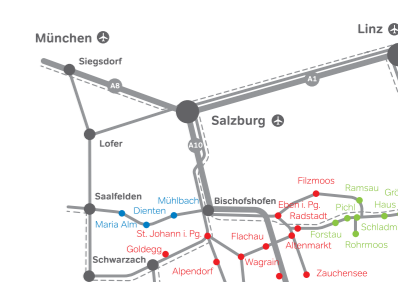 Linz
München
Siegsdorf
A8
A1
Salzburg
Lofer
A10
Filzmoos
Ramsau
Saalfelden
Mühlbach
Bischofshofen
Eben i. Pg.
Pichl
Haus
Dienten
Radstadt
Maria Alm
St. Johann i. Pg.
Forstau
Schladm
Flachau
Altenmarkt
Rohrmoos
Goldegg
Schwarzach
Wagrain
Alpendorf
Zauchensee